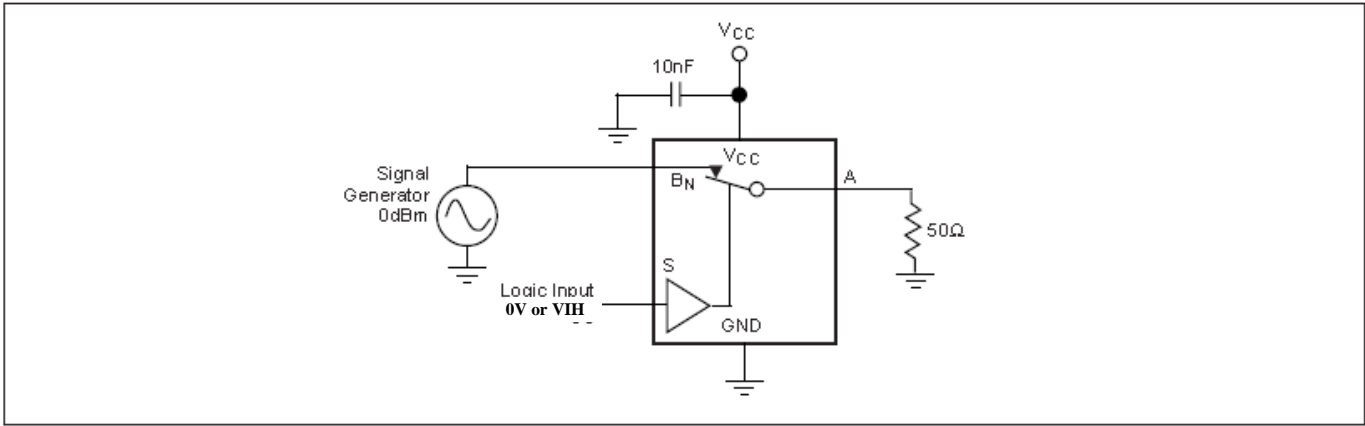 VCC
10nF
VCC
BN
A
Signal
Generator
0dBm
50Ω
S
Logic Input
0V or VIH
GND